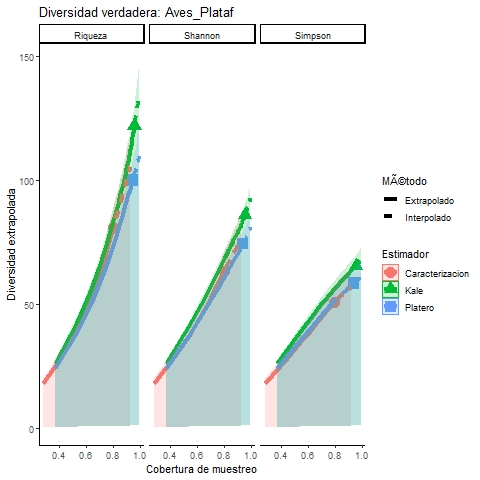 Diversidad verdadera: Aves_Plataf
Riqueza
Shannon
Simpson
150
100
50
0
Diversidad extrapolada
0.4 0.6 0.8 1.0
0.4 0.6 0.8 1.0
0.4 0.6 0.8 1.0
Cobertura de muestreo
MÃ©todo
Extrapolado
Interpolado
Estimador
Caracterizacion
Kale
Platero